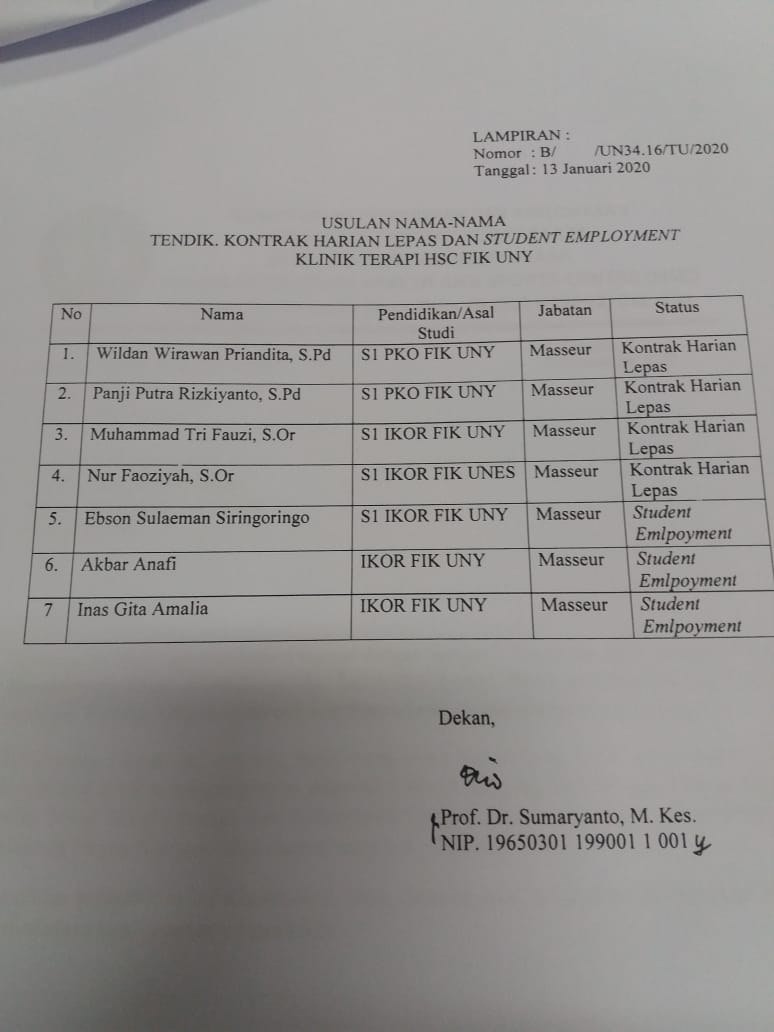 LAMPIRAN :
Nomor : B/ /UN34.16/TU/2020
Tanggal : 13 Januari 2020
USULAN NAMA-NAMA
TENDIK. KONTRAK HARIAN LEPAS DAN STUDENT EMPLOYMENT
KLINIK TERAPI HSC FIK UNY
No Nama Pendidikan/Asal Studi Jabatan Status
1. Wildan Wirawan Priandita, S.Pd S1 PKO FIK UNY Masseur Kontrak Harian Lepas
2. Panji Putra Rizkiyanto, S.Pd S1 PKO FIK UNY Masseur Kontrak Harian Lepas
3. Muhammad Tri Fauzi, S.Or S1 IKOR FIK UNY Masseur Kontrak Harian Lepas
4. Nur Faoziyah, S.Or S1 IKOR FIK UNES Masseur Kontrak Harian Lepas
5. Ebson Sulaeman Siringoringo S1 IKOR FIK UNY Masseur Student Emlpoyment
6. Akbar Anafi IKOR FIK UNY Masseur Student Emlpoyment
7 Inas Gita Amalia IKOR FIK UNY Masseur Student Emlpoyment
Dekan,
Prof. Dr. Sumaryanto, M. Kes.
NIP. 19650301 199001 1 001